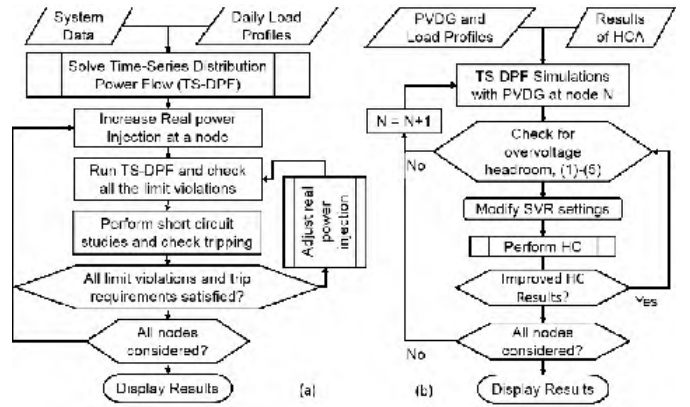 System
Data
Daily Load
Profiles
Solve Time-Series Distribution
Power Flow (TS-DPF)
Increase Real power
Injection at a node
Run TS-DPF and check
all the limit violations
Perform short circuit
studies and check tripping
Adjust real
power
injection
All limit violations and trip
requirements satisfied?
All nodes
considered?
Display Results
(a)
PVDG and
Load Profiles
Results
of HCA
TS DPF Simulations
with PVDG at node N
N = N+1
Check for
overvoltage
headroom, (1)-(5)
No
Modify SVR settings
Perform HC
Improved HC
Results?
Yes
All nodes
considered?
No
Display Results
(b)